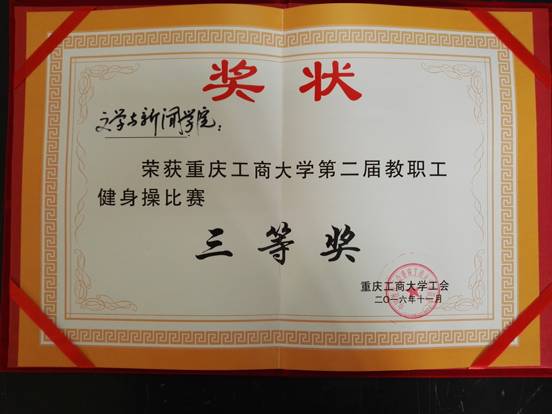 奖状
文学与新闻学院：
荣获重庆工商大学第二届教职工
健身操比赛
三等奖
重庆工商大学工会
二〇一六年十一月